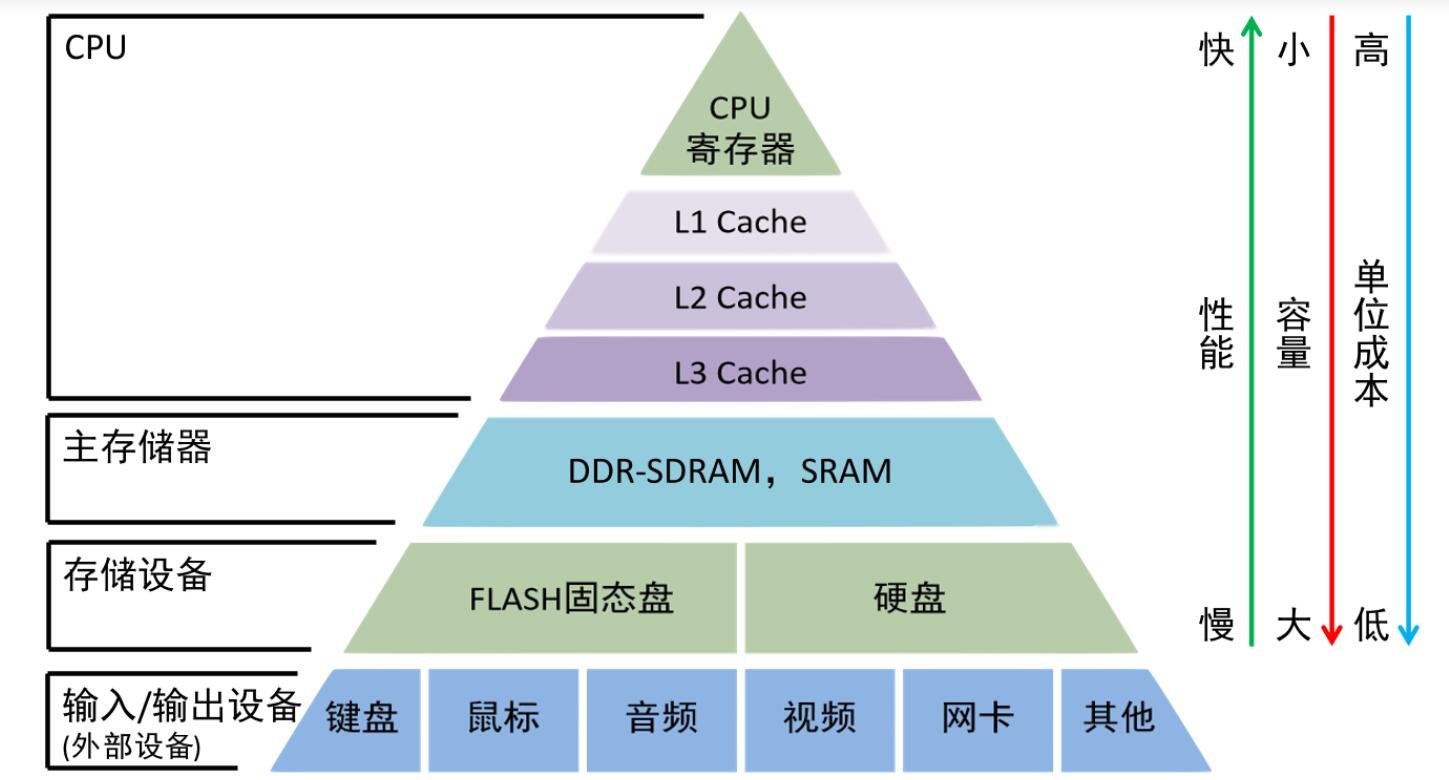 CPU
CPU
寄存器
L1 Cache
L2 Cache
L3 Cache
主存储器
DDR-SDRAM，SRAM
存储设备
FLASH固态盘
硬盘
输入/输出设备
(外部设备)
键盘
鼠标
音频
视频
网卡
其他
快
性能
慢
小
容量
大
高
单位成本
低